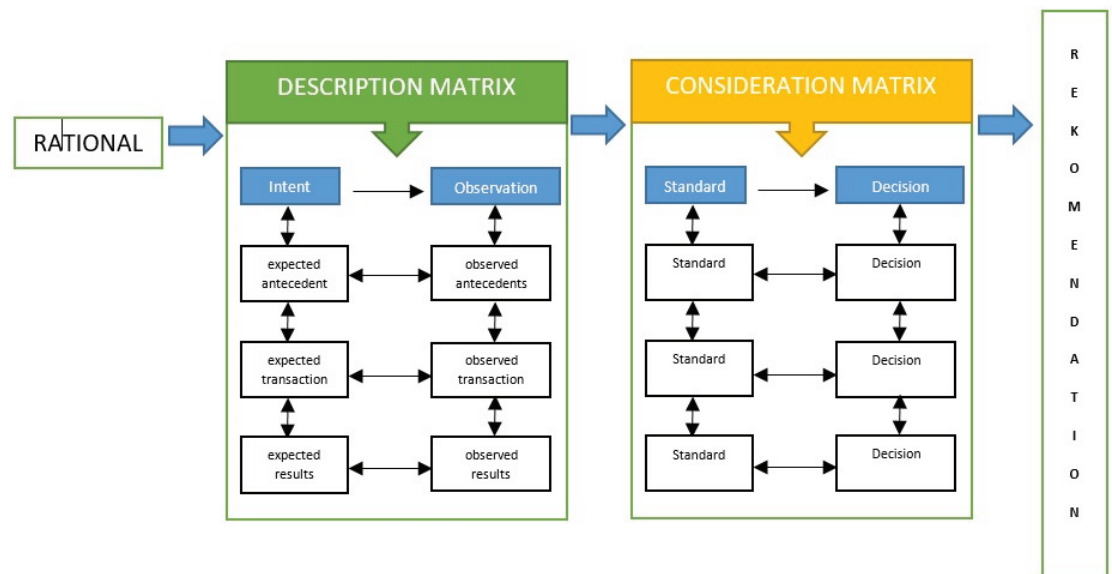 RATIONAL
DESCRIPTION MATRIX
Intent
Observation
expected
antecedent
observed
antecedents
expected
transaction
observed
transaction
expected
results
observed
results
CONSIDERATION MATRIX
Standard
Decision
Standard
Decision
Standard
Decision
Standard
Decision
R
E
K
O
M
E
N
D
A
T
I
O
N